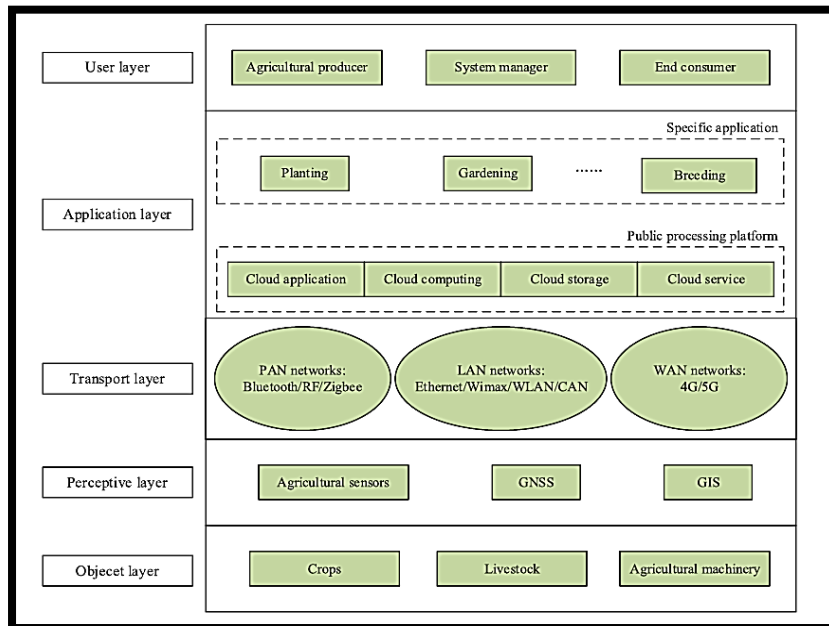 User layer
Agricultural producer
System manager
End consumer
Specific application
Planting
Gardening
......
Breeding
Application layer
Public processing platform
Cloud application
Cloud computing
Cloud storage
Cloud service
Transport layer
PAN networks:
Bluetooth/RF/Zigbee
LAN networks:
Ethernet/Wimax/WLAN/CAN
WAN networks:
4G/5G
Perceptive layer
Agricultural sensors
GNSS
GIS
Objecet layer
Crops
Livestock
Agricultural machinery